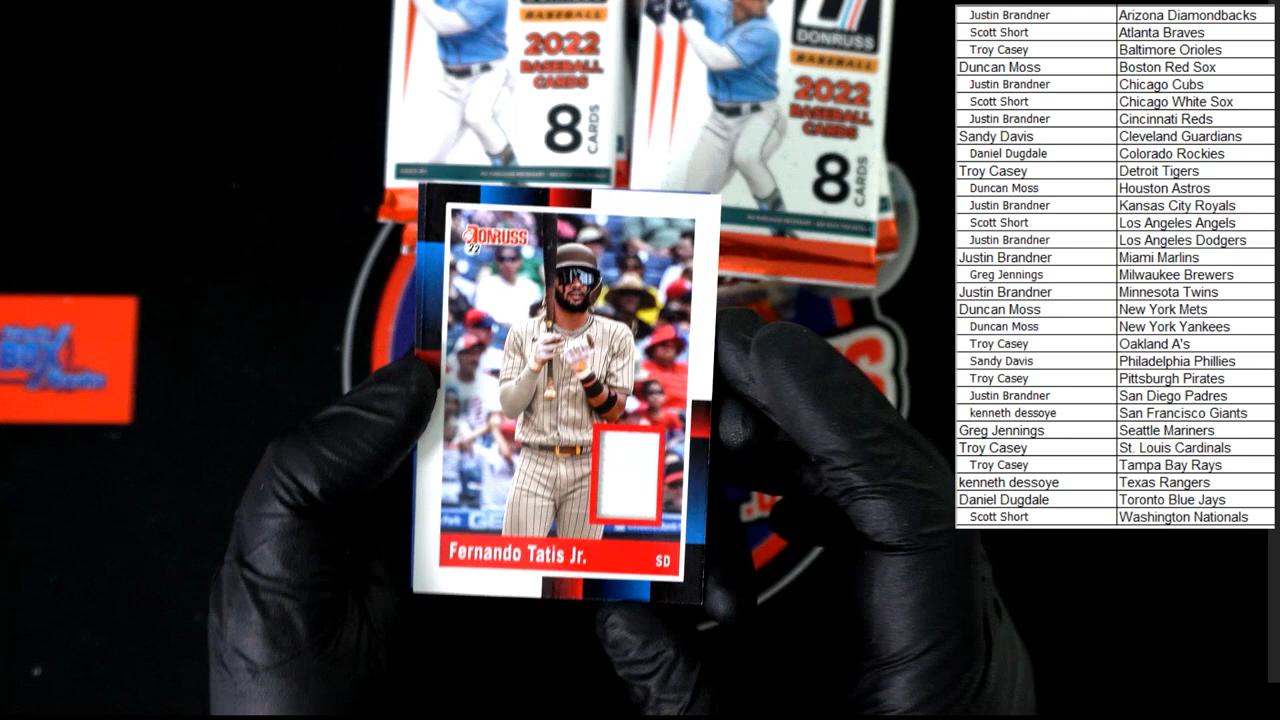 BASEBALL
2022
BASEBALL
CARDS
8
CARDS
DONRUSS
BASEBALL
2022
BASEBALL
CARDS
8
CARDS
DONRUSS
22
Fernando Tatis Jr.
SD
BOX
Justin Brandner Arizona Diamondbacks
Scott Short Atlanta Braves
Troy Casey Baltimore Orioles
Duncan Moss Boston Red Sox
Justin Brandner Chicago Cubs
Scott Short Chicago White Sox
Justin Brandner Cincinnati Reds
Sandy Davis Cleveland Guardians
Daniel Dugdale Colorado Rockies
Troy Casey Detroit Tigers
Duncan Moss Houston Astros
Justin Brandner Kansas City Royals
Scott Short Los Angeles Angels
Justin Brandner Los Angeles Dodgers
Justin Brandner Miami Marlins
Greg Jennings Milwaukee Brewers
Justin Brandner Minnesota Twins
Duncan Moss New York Mets
Duncan Moss New York Yankees
Troy Casey Oakland A's
Sandy Davis Philadelphia Phillies
Troy Casey Pittsburgh Pirates
Justin Brandner San Diego Padres
kenneth dessoye San Francisco Giants
Greg Jennings Seattle Mariners
Troy Casey St. Louis Cardinals
Troy Casey Tampa Bay Rays
kenneth dessoye Texas Rangers
Daniel Dugdale Toronto Blue Jays
Scott Short Washington Nationals